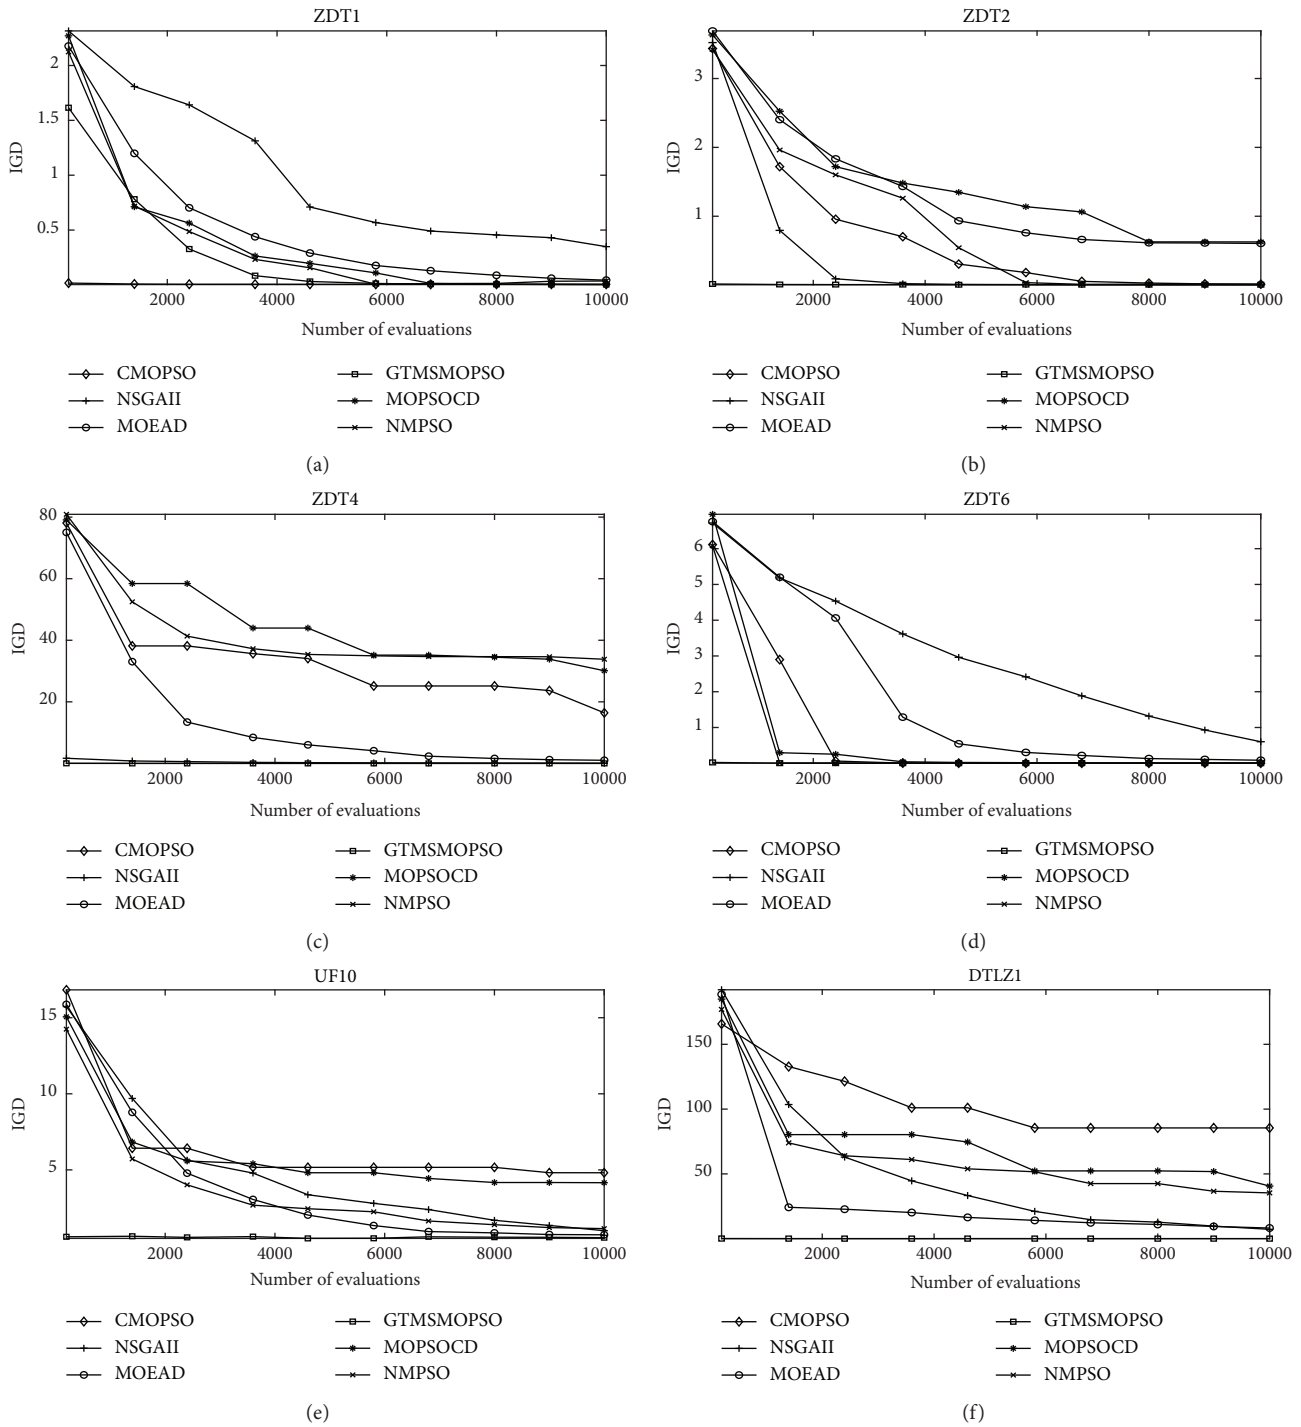 ZDT1
2
1.5
1
0.5
IGD
2000 4000 6000 8000 10000
Number of evaluations
CMOPSO GTMSMOPSO
NSGAII MOPSOCD
MOEAD NMPSO
(a)
ZDT2
3
2
1
IGD
2000 4000 6000 8000 10000
Number of evaluations
CMOPSO GTMSMOPSO
NSGAII MOPSOCD
MOEAD NMPSO
(b)
ZDT4
80
60
40
20
IGD
2000 4000 6000 8000 10000
Number of evaluations
CMOPSO GTMSMOPSO
NSGAII MOPSOCD
MOEAD NMPSO
(c)
ZDT6
6
5
4
3
2
1
IGD
2000 4000 6000 8000 10000
Number of evaluations
CMOPSO GTMSMOPSO
NSGAII MOPSOCD
MOEAD NMPSO
(d)
UF10
15
10
5
IGD
2000 4000 6000 8000 10000
Number of evaluations
CMOPSO GTMSMOPSO
NSGAII MOPSOCD
MOEAD NMPSO
(e)
DTLZ1
150
100
50
IGD
2000 4000 6000 8000 10000
Number of evaluations
CMOPSO GTMSMOPSO
NSGAII MOPSOCD
MOEAD NMPSO
(f)